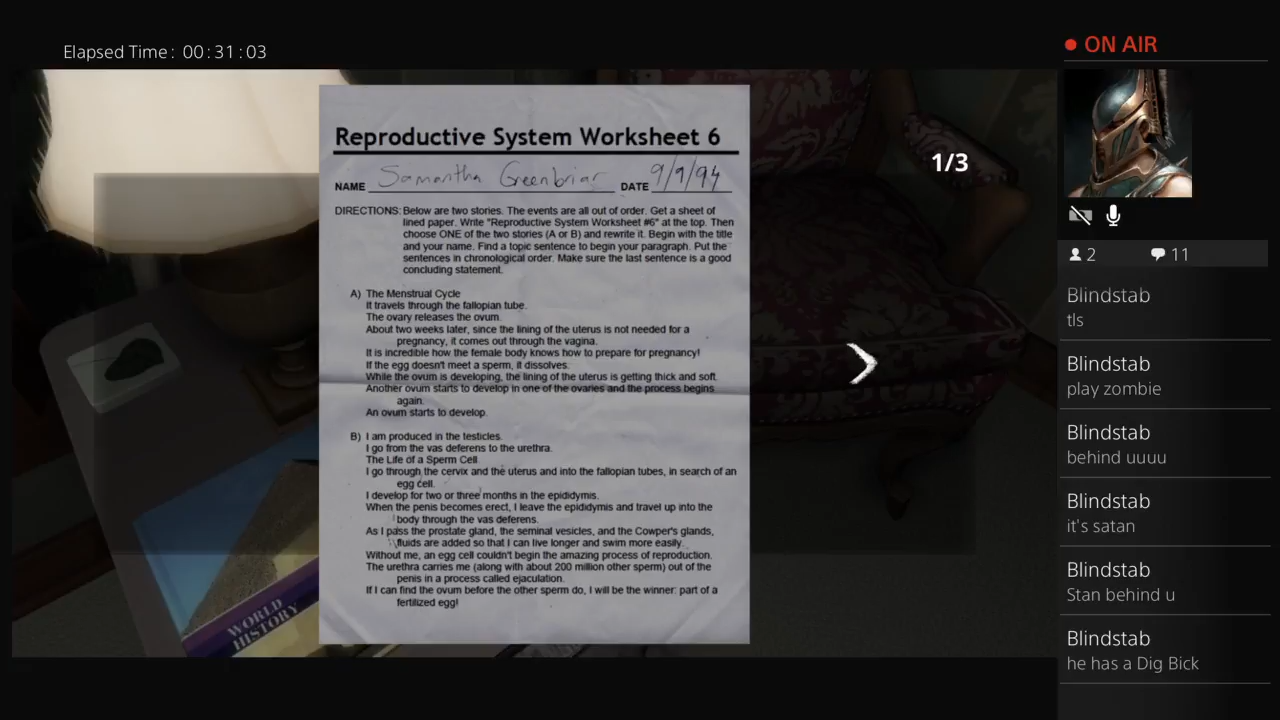 Elapsed Time: 00:31:03
ON AIR
1/3
2
11
Reproductive System Worksheet 6
NAME Samantha Greenbriar DATE 9/9/94
DIRECTIONS: Below are two stories. The events are all out of order. Get a sheet of
lined paper. Write "Reproductive System Worksheet #6" at the top. Then
choose ONE of the two stories (A or B) and rewrite it. Begin with the title
and your name. Find a topic sentence to begin your paragraph. Put the
sentences in chronological order. Make sure the last sentence is a good
concluding statement.
A) The Menstrual Cycle
It travels through the fallopian tube.
The ovary releases the ovum.
About two weeks later, since the lining of the uterus is not needed for a
pregnancy, it comes out through the vagina.
It is incredible how the female body knows how to prepare for pregnancy!
If the egg doesn't meet a sperm, it dissolves.
While the ovum is developing, the lining of the uterus is getting thick and soft.
Another ovum starts to develop in one of the ovaries and the process begins
again.
An ovum starts to develop.
B) I am produced in the testicles.
I go from the vas deferens to the urethra.
The Life of a Sperm Cell
I go through the cervix and the uterus and into the fallopian tubes, in search of an
egg cell.
I develop for two or three months in the epididymis.
When the penis becomes erect, I leave the epididymis and travel up into the
body through the vas deferens.
As I pass the prostate gland, the seminal vesicles, and the Cowper's glands,
fluids are added so that I can live longer and swim more easily.
Without me, an egg cell couldn't begin the amazing process of reproduction.
The urethra carries me (along with about 200 million other sperm) out of the
penis in a process called ejaculation.
If I can find the ovum before the other sperm do, I will be the winner: part of a
fertilized egg!
WORLD
HISTORY
Blindstab
tls
Blindstab
play zombie
Blindstab
behind uuuu
Blindstab
it's satan
Blindstab
Stan behind u
Blindstab
he has a Dig Bick